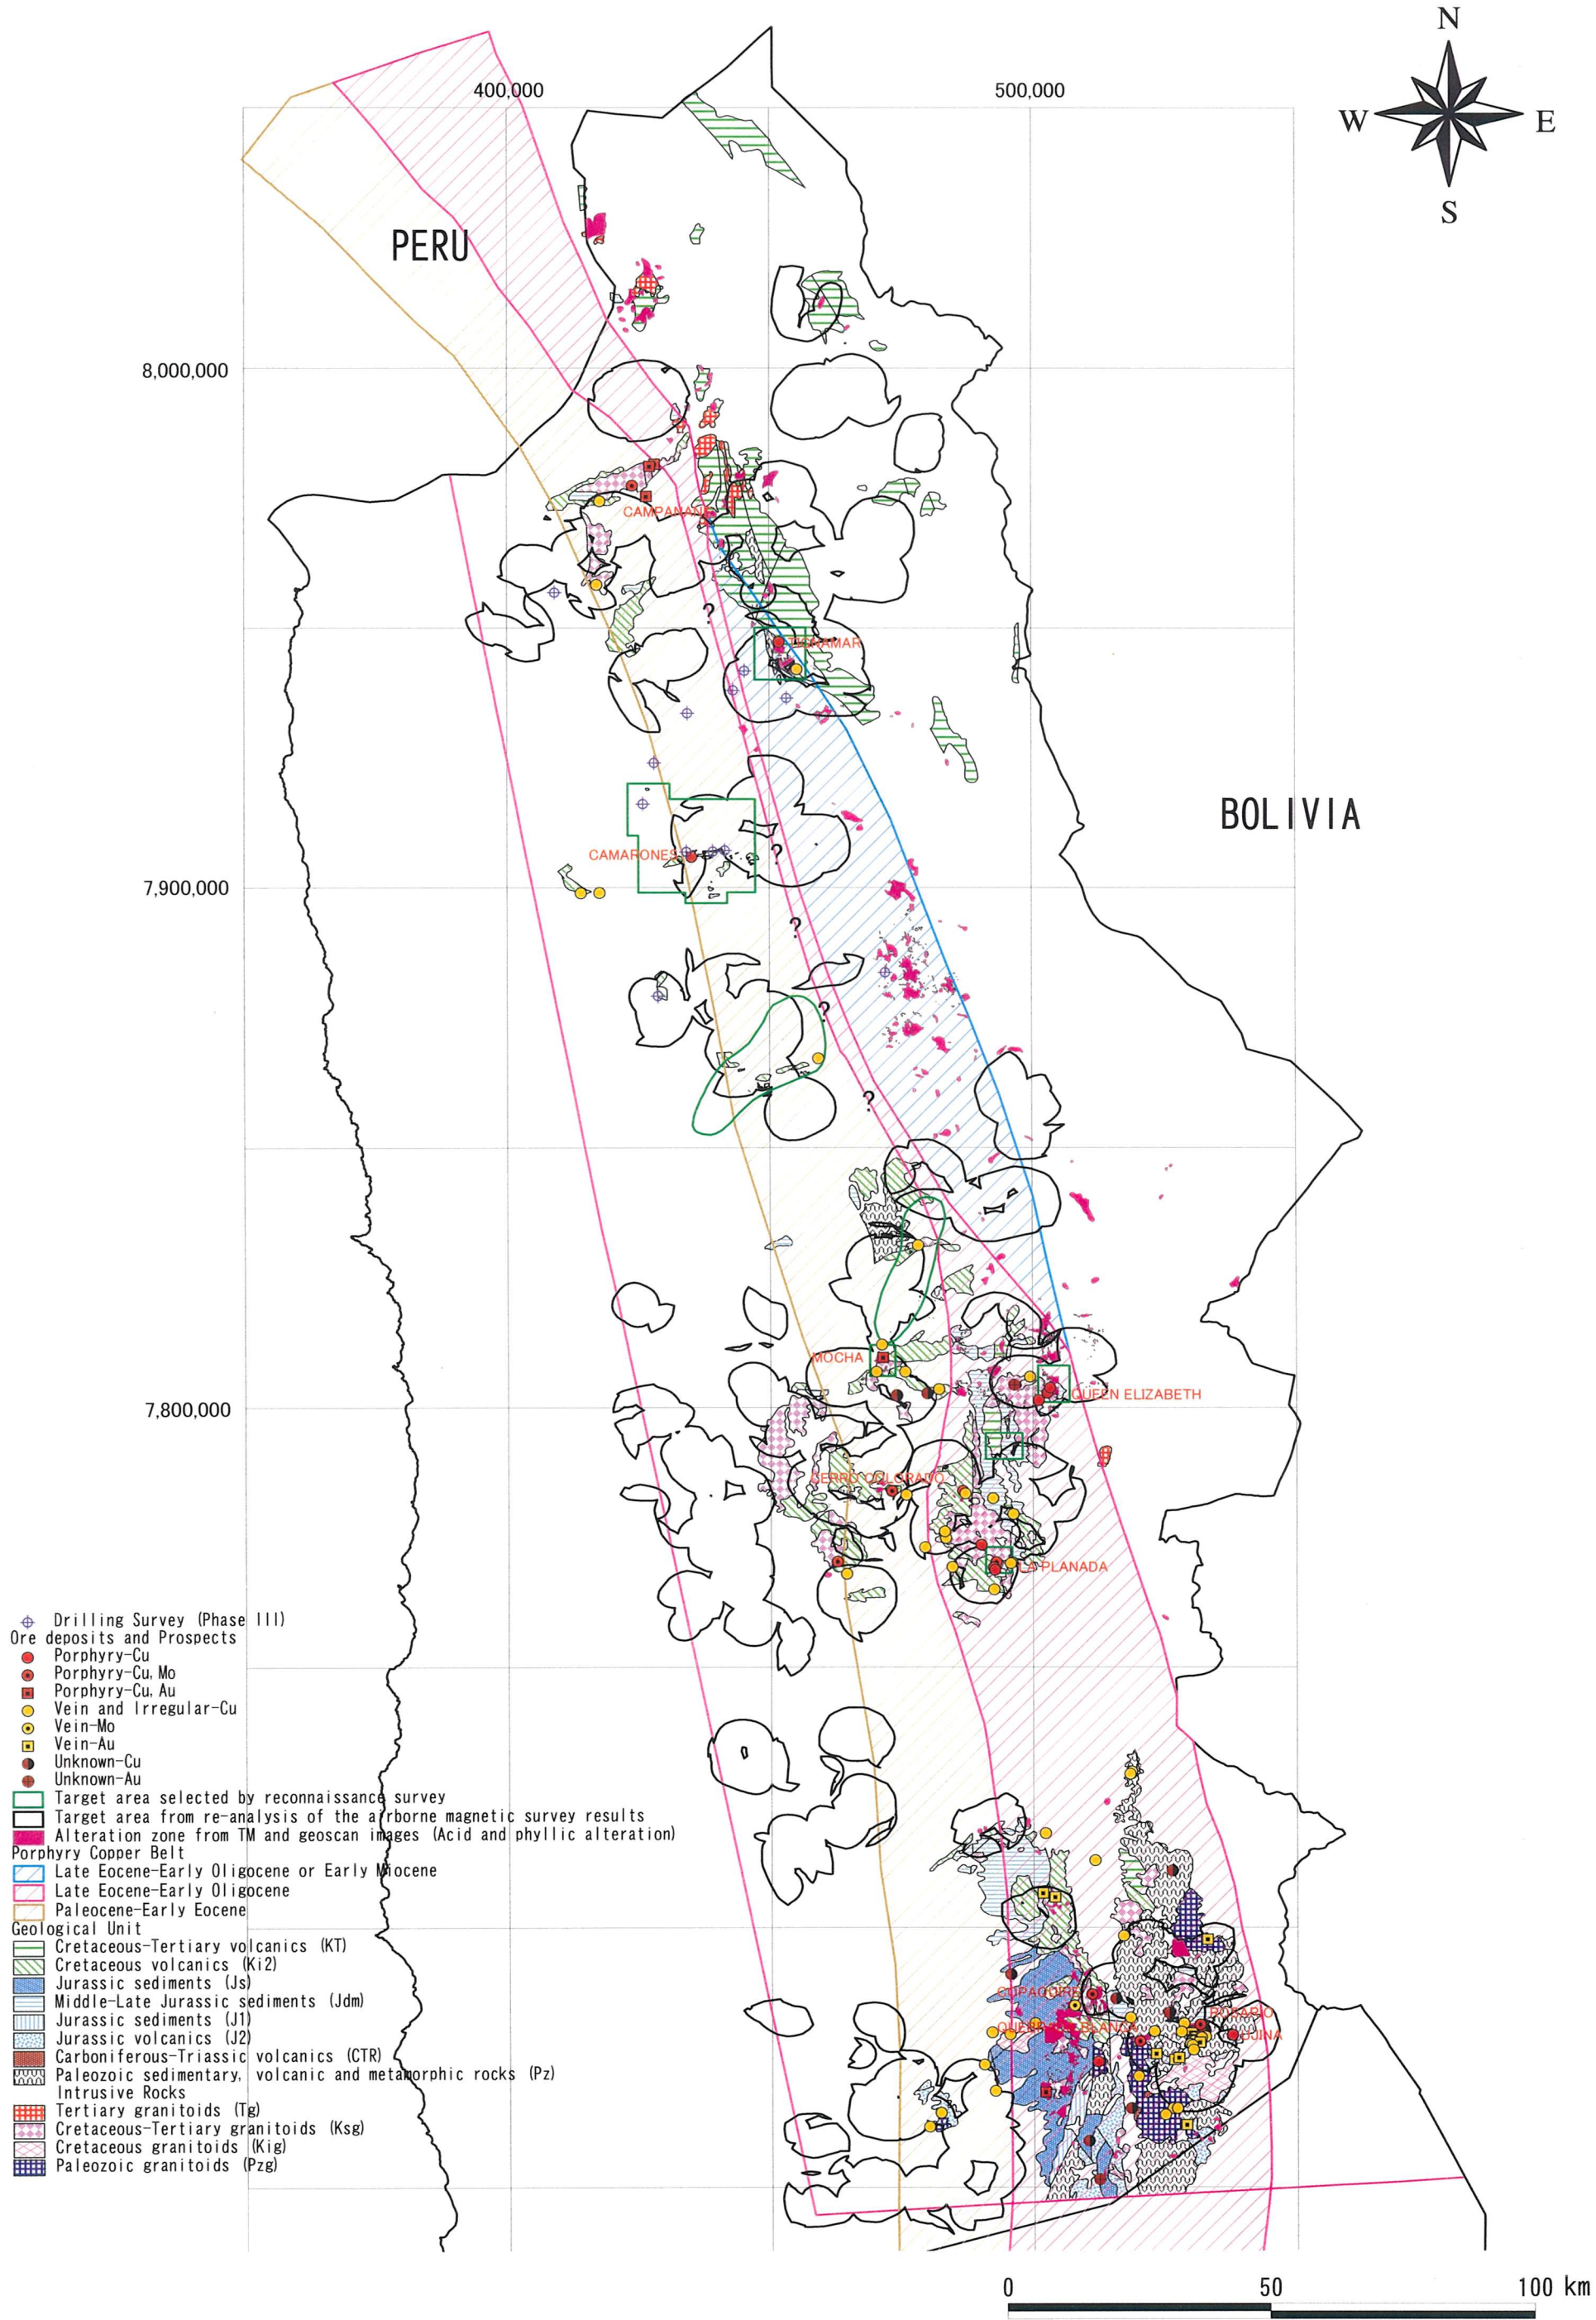 N
W E
S
400,000 500,000
PERU
8,000,000
CAMPANANE
?
TIGNAMAR
BOLIVIA
CAMARONES
?
7,900,000
?
?
?
MOCHA
QUEEN ELIZABETH
7,800,000
CERRO COLORADO
LA PLANADA
Drilling Survey (Phase III)
Ore deposits and Prospects
Porphyry-Cu
Porphyry-Cu, Mo
Porphyry-Cu, Au
Vein and Irregular-Cu
Vein-Mo
Vein-Au
Unknown-Cu
Unknown-Au
Target area selected by reconnaissance survey
Target area from re-analysis of the airborne magnetic survey results
Alteration zone from TM and geoscan images (Acid and phyllic alteration)
Porphyry Copper Belt
Late Eocene-Early Oligocene or Early Miocene
Late Eocene-Early Oligocene
Paleocene-Early Eocene
Geological Unit
Cretaceous-Tertiary volcanics (KT)
Cretaceous volcanics (Ki2)
Jurassic sediments (Js)
Middle-Late Jurassic sediments (Jdm)
Jurassic sediments (J1)
Jurassic volcanics (J2)
Carboniferous-Triassic volcanics (CTR)
Paleozoic sedimentary, volcanic and metamorphic rocks (Pz)
Intrusive Rocks
Tertiary granitoids (Tg)
Cretaceous-Tertiary granitoids (Ksg)
Cretaceous granitoids (Kig)
Paleozoic granitoids (Pzg)
COPAQUIRE
ROSARIO
QUEBRADA BLANCA
UJINA
0 50 100 km